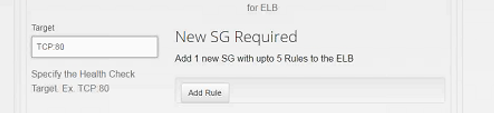 for ELB
Target
TCP:80
Specify the Health Check
Target. Ex. TCP:80
New SG Required
Add 1 new SG with upto 5 Rules to the ELB
Add Rule